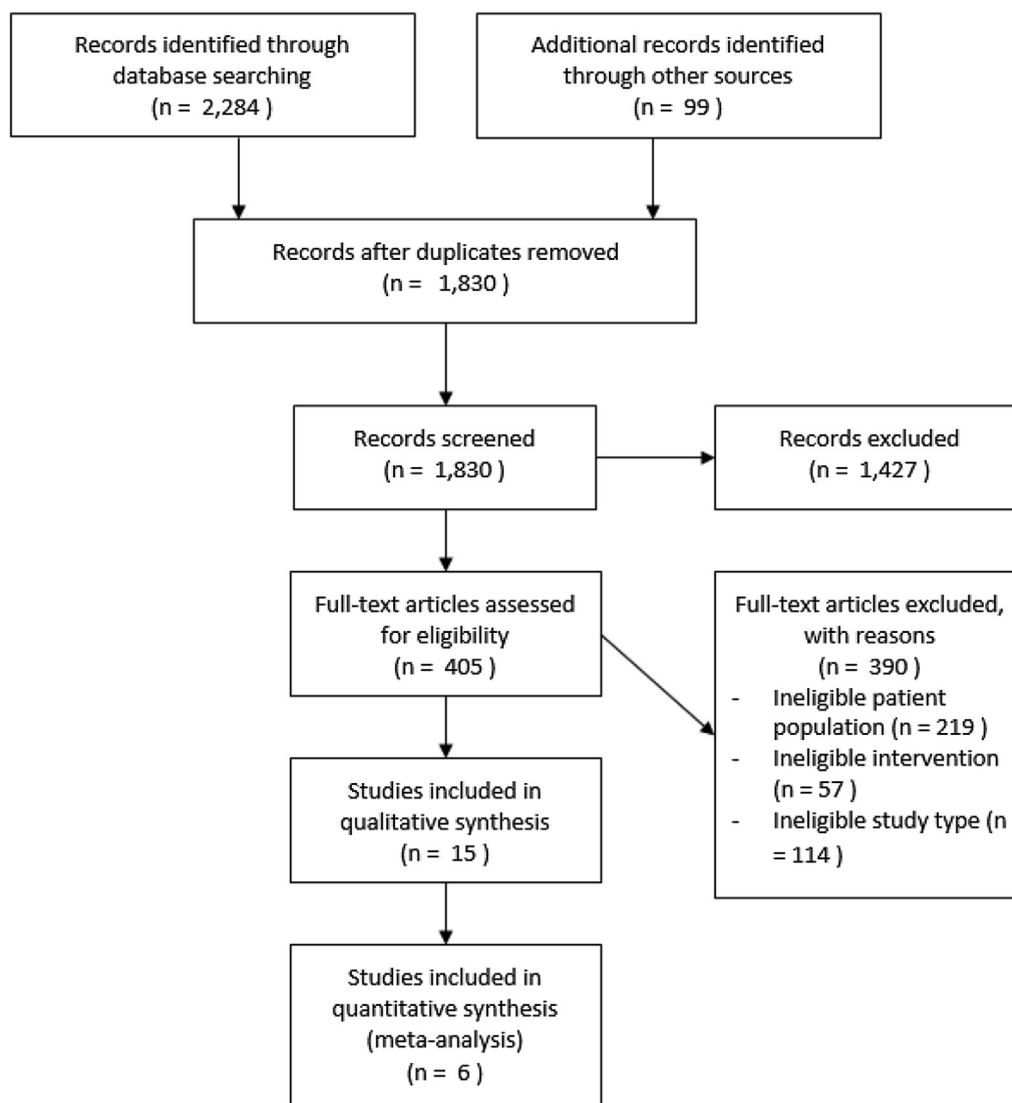 Records identified through
database searching
(n = 2,284 )
Additional records identified
through other sources
(n = 99 )
Records after duplicates removed
(n = 1,830 )
Records screened
(n = 1,830 )
Records excluded
(n = 1,427 )
Full-text articles assessed
for eligibility
(n = 405 )
Full-text articles excluded,
with reasons
(n = 390 )
- Ineligible patient
population (n = 219 )
- Ineligible intervention
(n = 57 )
- Ineligible study type (n
= 114 )
Studies included in
qualitative synthesis
(n = 15 )
Studies included in
quantitative synthesis
(meta-analysis)
(n = 6 )